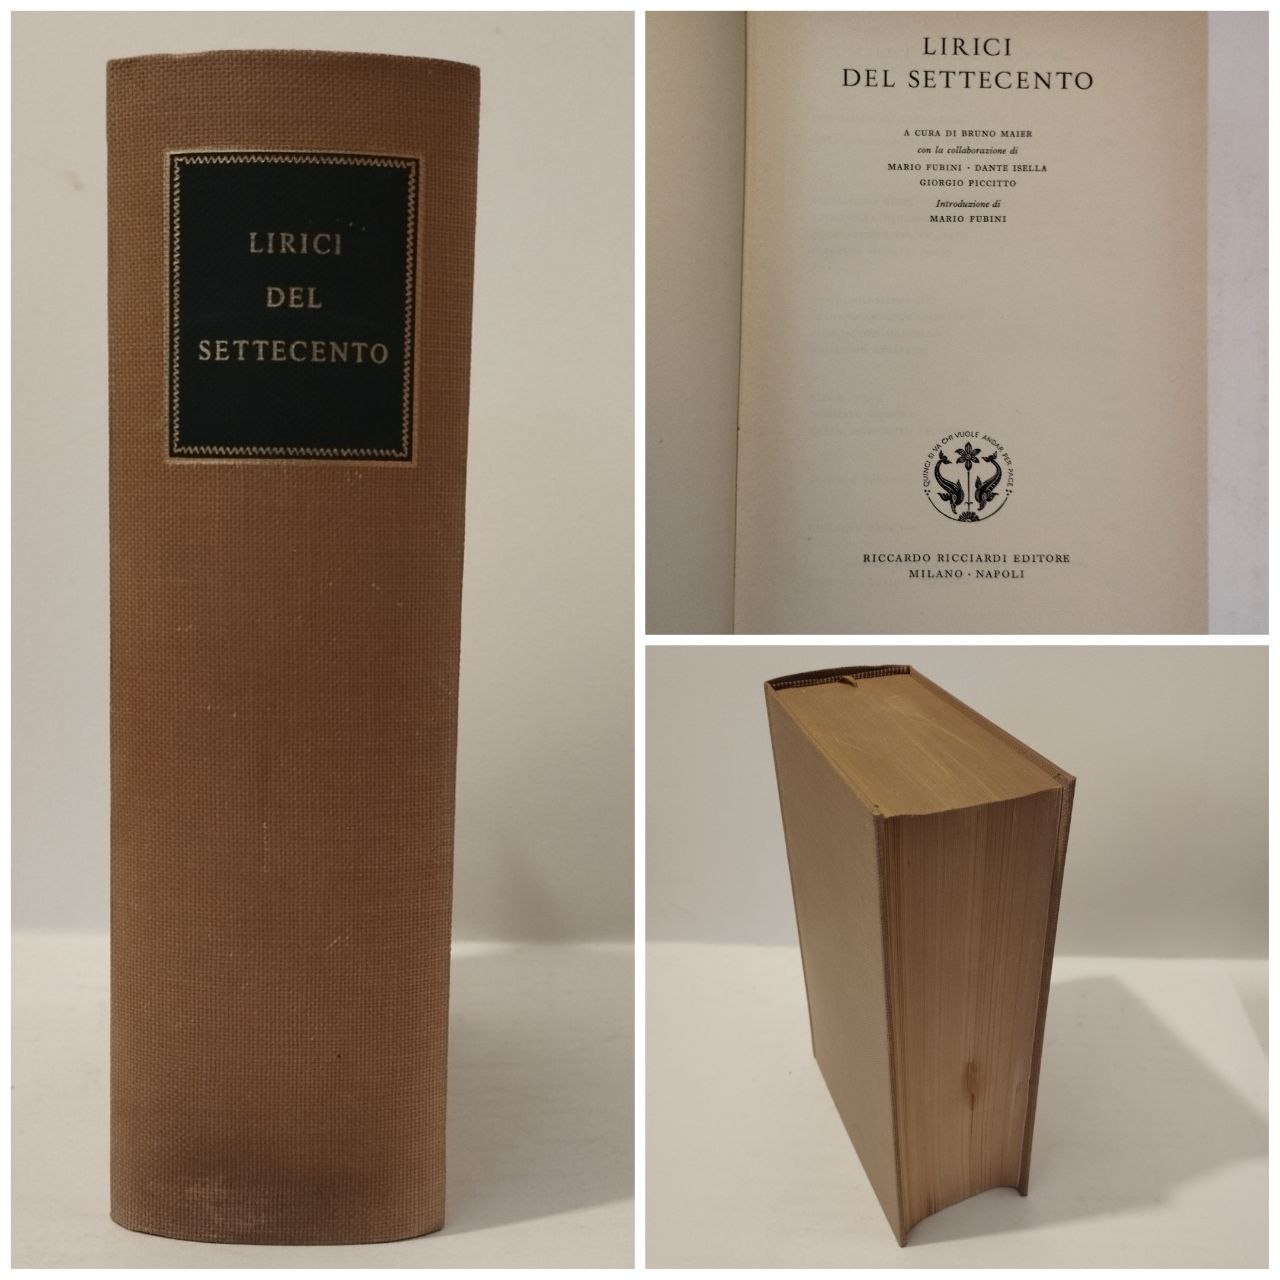 LIRICI
DEL
SETTECENTO
LIRICI
DEL SETTECENTO
A CURA DI BRUNO MAIER
con la collaborazione di
MARIO FUBINI · DANTE ISELLA
GIORGIO PICCITTO
Introduzione di
MARIO FUBINI
QUINCI SI VA CHI VUOLE ANDAR PER PACE
RICCARDO RICCIARDI EDITORE
MILANO · NAPOLI